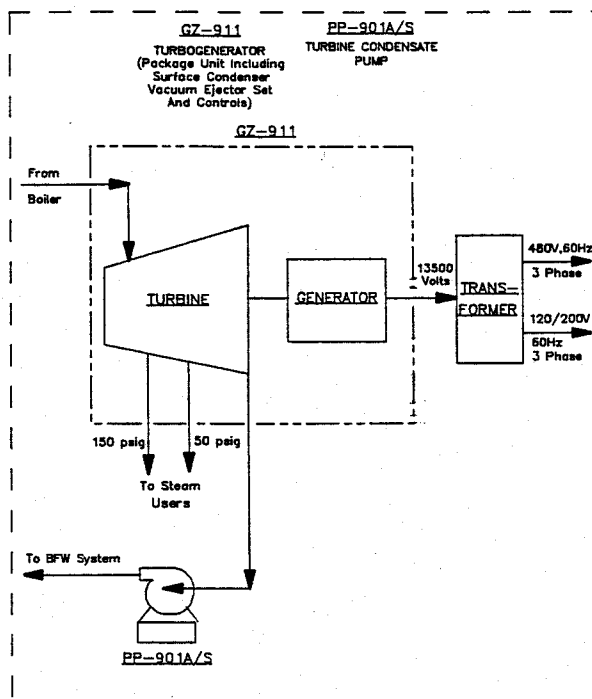 GZ-911
TURBOGENERATOR
(Package Unit Including
Surface Condenser
Vacuum Ejector Set
And Controls)
PP-901A/S
TURBINE CONDENSATE
PUMP
GZ-911
From
Boiler
TURBINE
GENERATOR
13500
Volts
TRANS-
FORMER
480V,60Hz
3 Phase
120/200V
60Hz
3 Phase
150 psig
50 psig
To Steam
Users
To BFW System
PP-901A/S